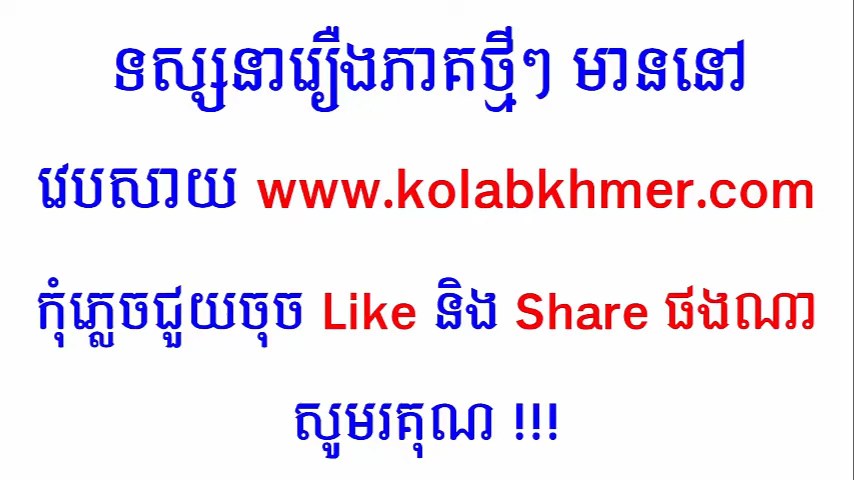 ទស្សនារឿងភាគថ្មីៗ មាននៅ
វេបសាយ www.kolabkhmer.com
កុំភ្លេចជួយចុច Like និង Share ផងណា
សូមរគុណ !!!